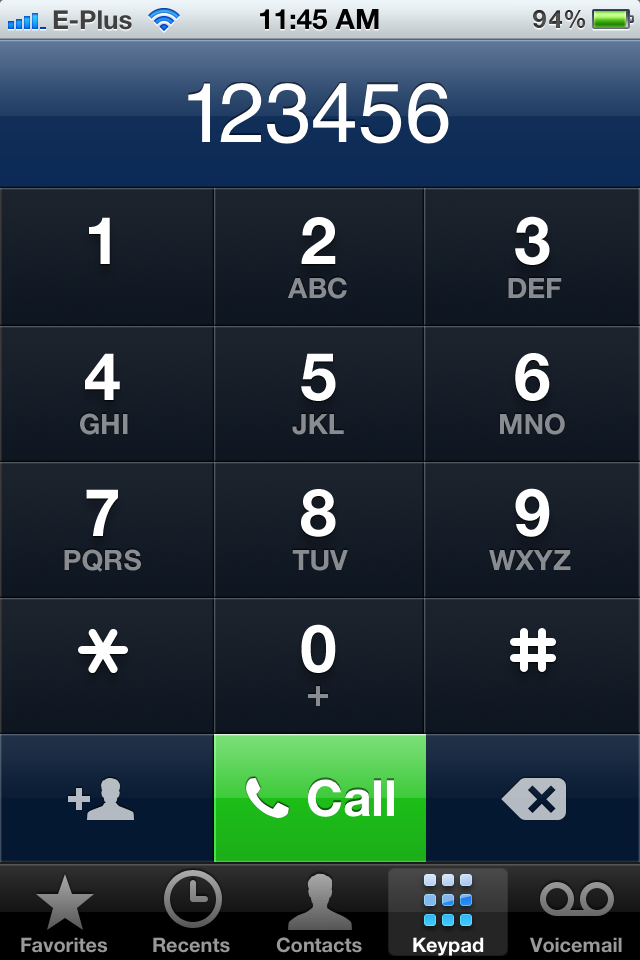 E-Plus 11:45 AM 94%
123456
1 2 3
ABC DEF
4 5 6
GHI JKL MNO
7 8 9
PQRS TUV WXYZ
* 0 #
+
+ Call
Favorites Recents Contacts Keypad Voicemail